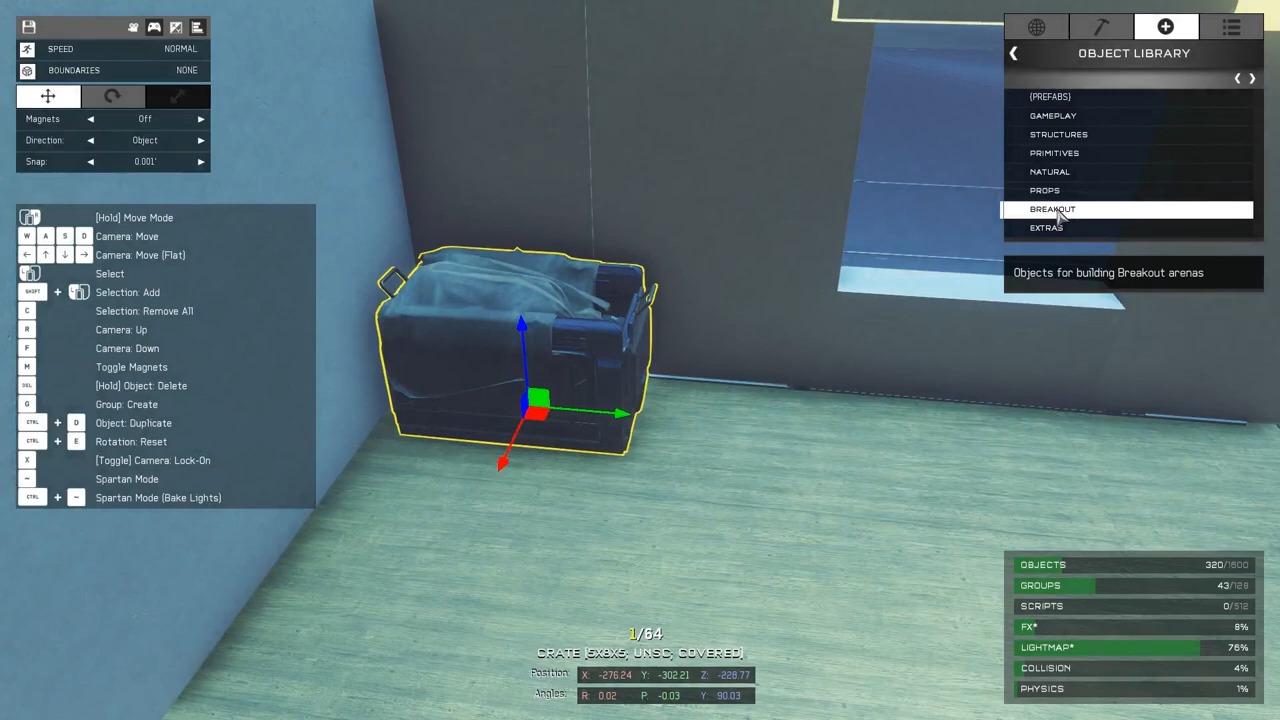 SPEED NORMAL
BOUNDARIES NONE
Magnets Off
Direction: Object
Snap: 0.001'
[Hold] Move Mode
W A S D Camera: Move
← ↑ ↓ → Camera: Move (Flat)
Select
SHIFT + Selection: Add
C Selection: Remove All
R Camera: Up
F Camera: Down
M Toggle Magnets
DEL [Hold] Object: Delete
G Group: Create
CTRL + D Object: Duplicate
CTRL + E Rotation: Reset
X [Toggle] Camera: Lock-On
~ Spartan Mode
CTRL + ~ Spartan Mode (Bake Lights)
1/64
CRATE [5X8X5, UNSC, COVERED]
Position: X: -276.24 Y: -302.21 Z: -228.77
Angles: R: 0.02 P: -0.03 Y: 90.03
OBJECT LIBRARY
{PREFABS}
GAMEPLAY
STRUCTURES
PRIMITIVES
NATURAL
PROPS
BREAKOUT
EXTRAS
Objects for building Breakout arenas
OBJECTS 320/1600
GROUPS 43/128
SCRIPTS 0/512
FX* 8%
LIGHTMAP* 76%
COLLISION 4%
PHYSICS 1%